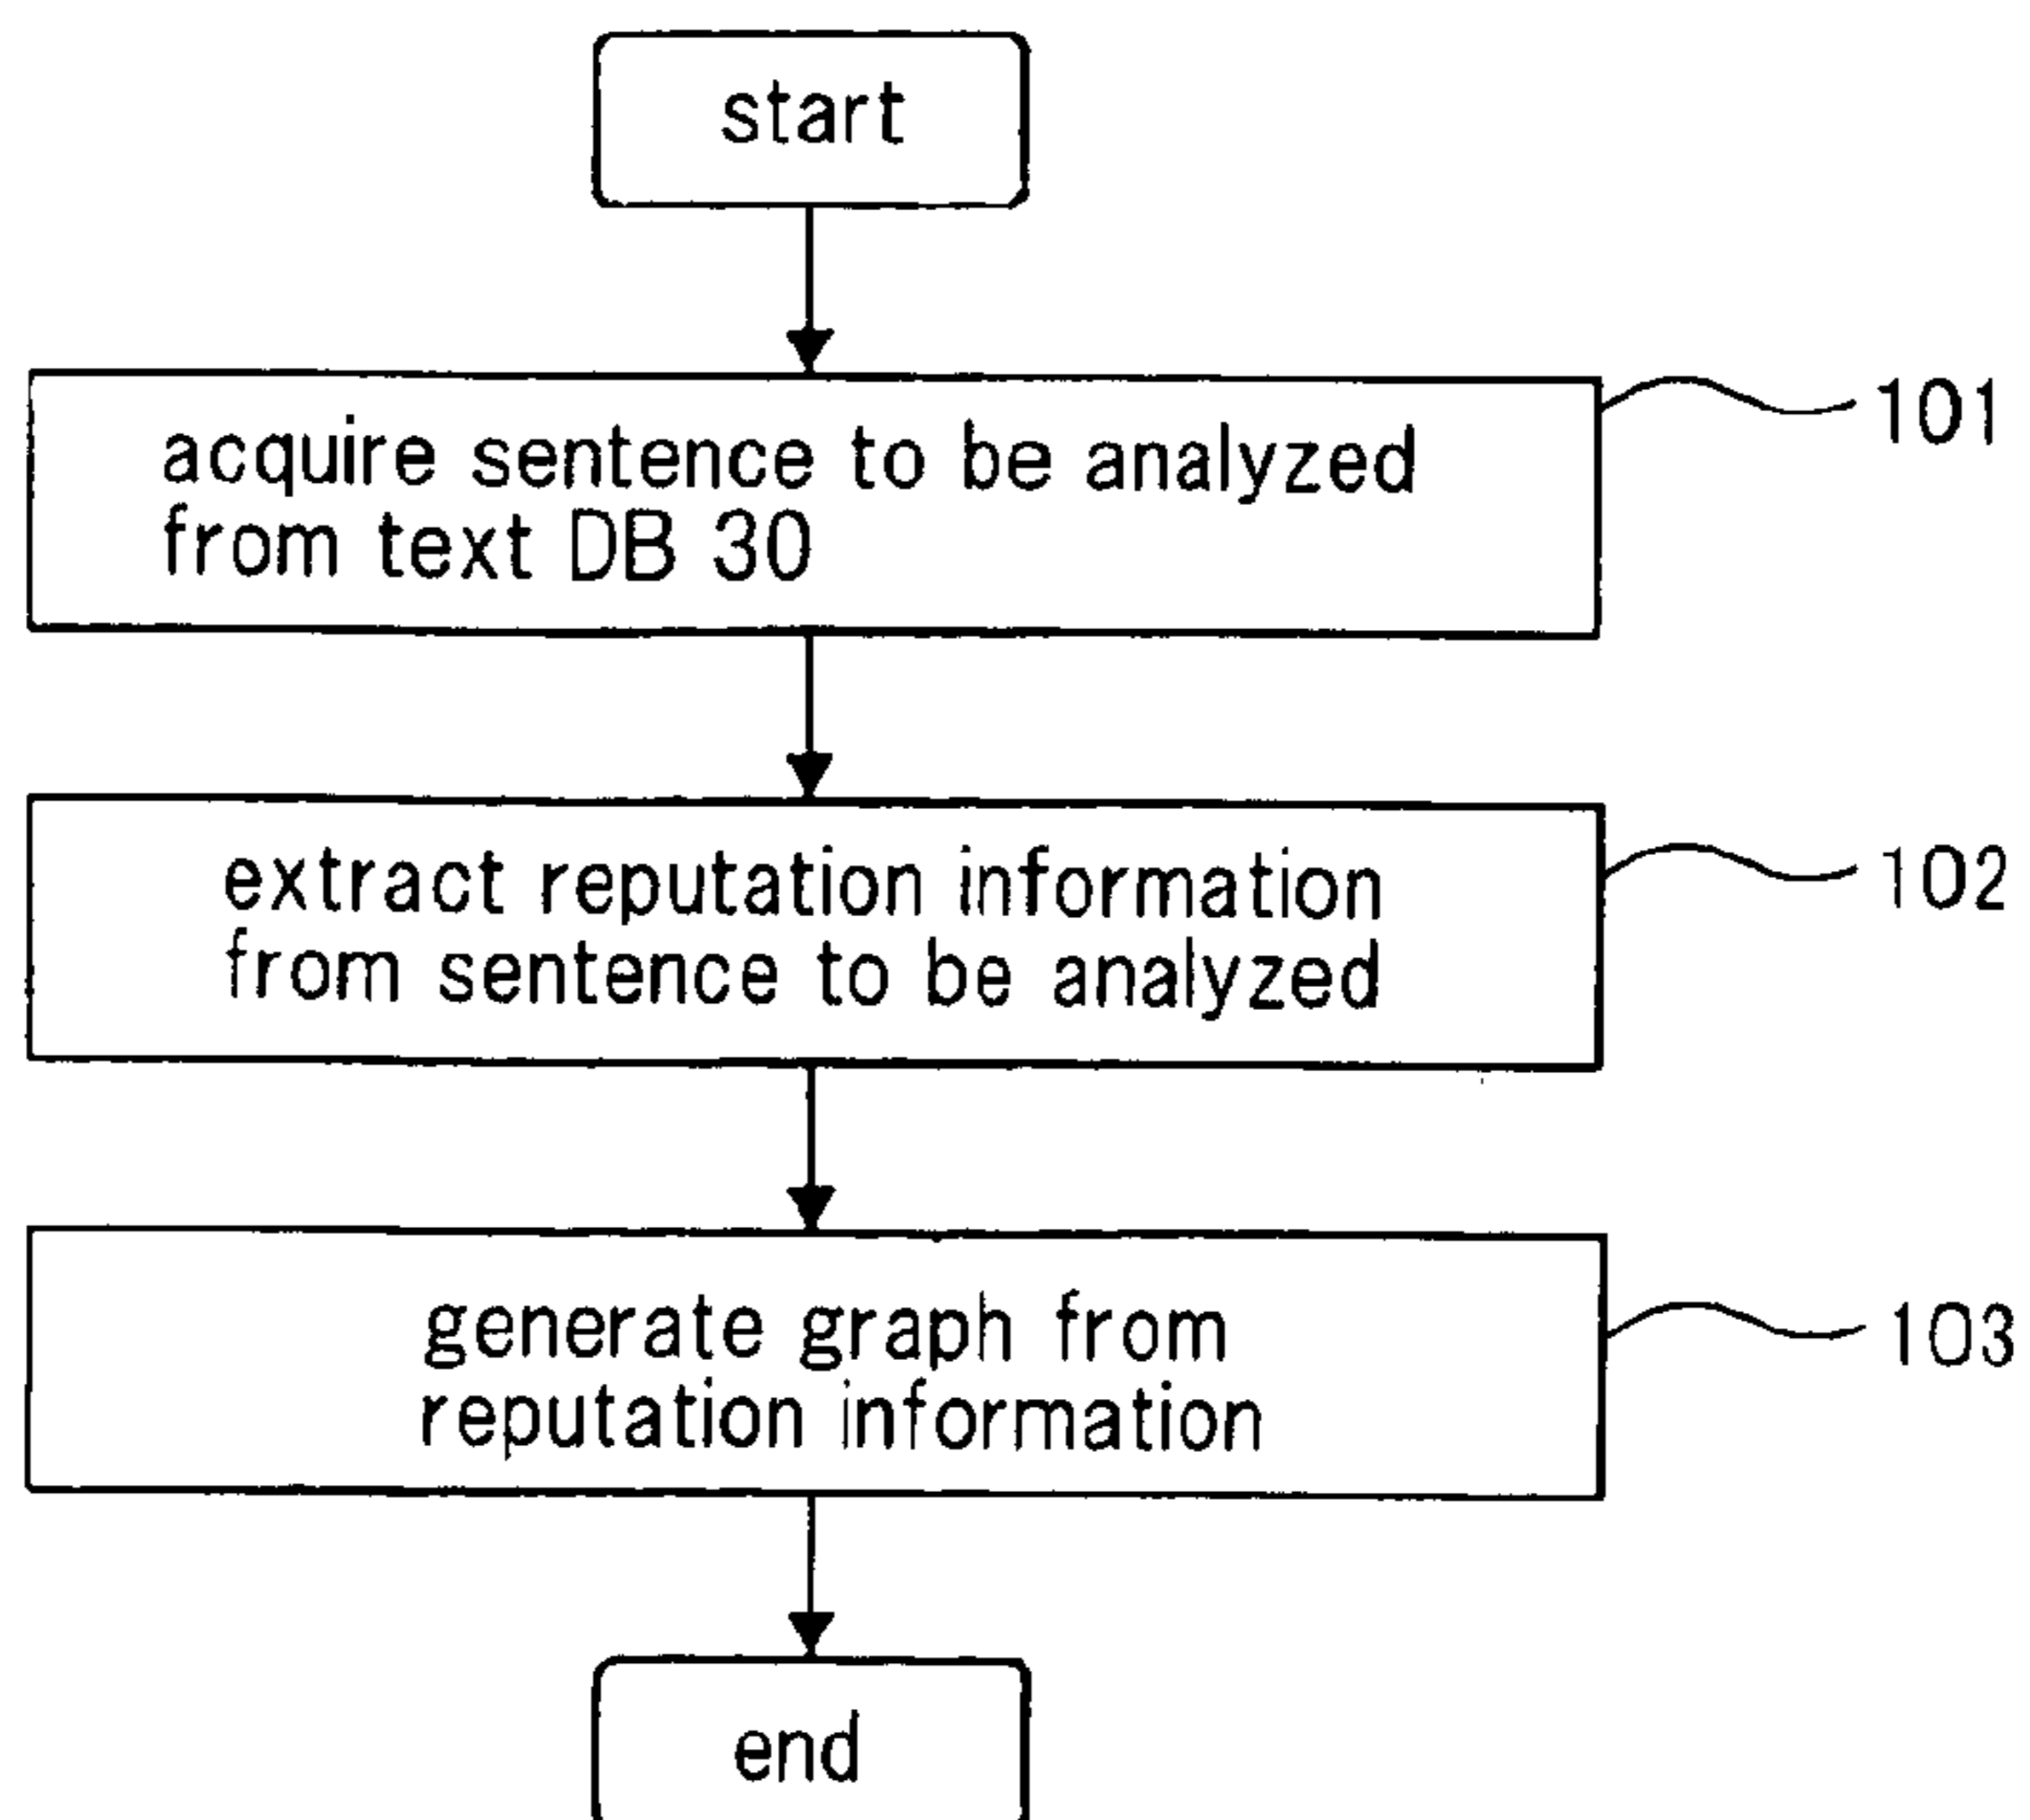 start
acquire sentence to be analyzed
from text DB 30
101
extract reputation information
from sentence to be analyzed
102
generate graph from
reputation information
103
end